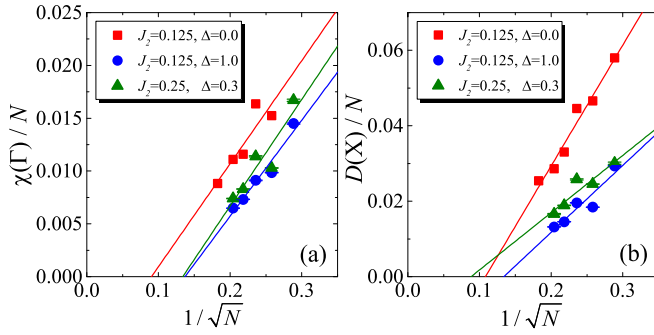 (a)
J₂=0.125, Δ=0.0
J₂=0.125, Δ=1.0
J₂=0.25, Δ=0.3
χ(Γ) / N
0.025
0.020
0.015
0.010
0.005
0.000
0.0 0.1 0.2 0.3
1/√N
(b)
J₂=0.125, Δ=0.0
J₂=0.125, Δ=1.0
J₂=0.25, Δ=0.3
D(X) / N
0.06
0.04
0.02
0.00
0.0 0.1 0.2 0.3
1/√N